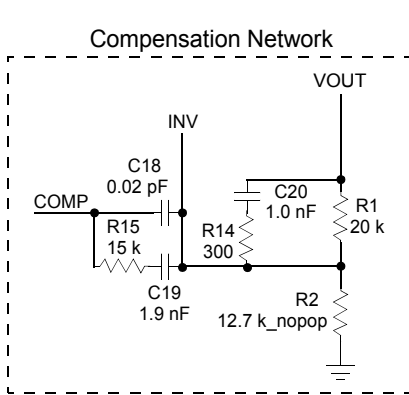 Compensation Network
VOUT
INV
C18
0.02 pF
C20
1.0 nF
COMP
R1
20 k
R15
15 k
R14
300
C19
1.9 nF
R2
12.7 k_nopop